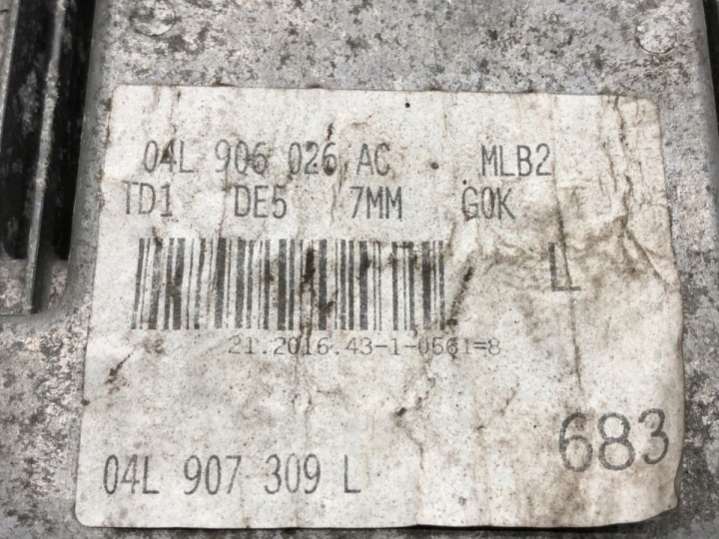 04L 906 026 AC MLB2
TD1 DE5 7MM G0K
L
21.2016.43-1-0561=8
683
04L 907 309 L